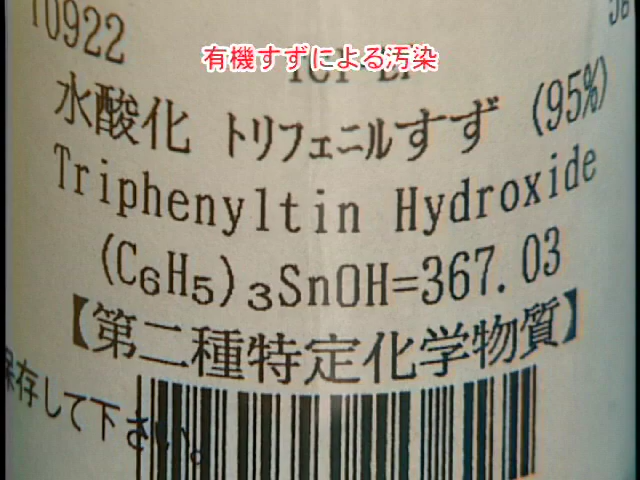 10922
有機すずによる汚染
水酸化 トリフェニルすず (95%)
Triphenyltin Hydroxide
(C6H5)3SnOH=367.03
【第二種特定化学物質】
保存して下さい。